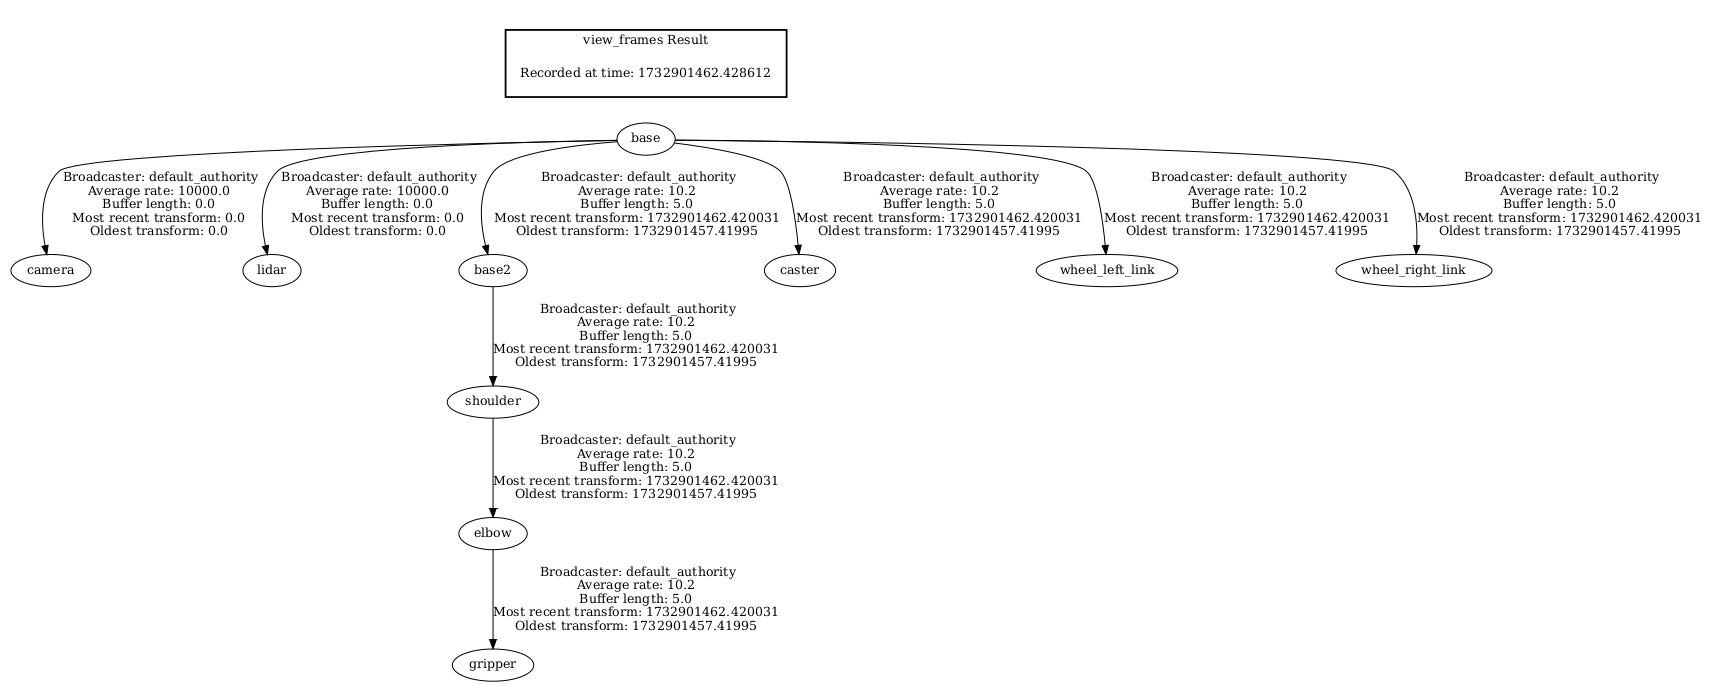 view_frames Result
Recorded at time: 1732901462.428612
base
Broadcaster: default_authority
Average rate: 10000.0
Buffer length: 0.0
Most recent transform: 0.0
Oldest transform: 0.0
Broadcaster: default_authority
Average rate: 10000.0
Buffer length: 0.0
Most recent transform: 0.0
Oldest transform: 0.0
Broadcaster: default_authority
Average rate: 10.2
Buffer length: 5.0
Most recent transform: 1732901462.420031
Oldest transform: 1732901457.41995
Broadcaster: default_authority
Average rate: 10.2
Buffer length: 5.0
Most recent transform: 1732901462.420031
Oldest transform: 1732901457.41995
Broadcaster: default_authority
Average rate: 10.2
Buffer length: 5.0
Most recent transform: 1732901462.420031
Oldest transform: 1732901457.41995
Broadcaster: default_authority
Average rate: 10.2
Buffer length: 5.0
Most recent transform: 1732901462.420031
Oldest transform: 1732901457.41995
camera
lidar
base2
caster
wheel_left_link
wheel_right_link
Broadcaster: default_authority
Average rate: 10.2
Buffer length: 5.0
Most recent transform: 1732901462.420031
Oldest transform: 1732901457.41995
shoulder
Broadcaster: default_authority
Average rate: 10.2
Buffer length: 5.0
Most recent transform: 1732901462.420031
Oldest transform: 1732901457.41995
elbow
Broadcaster: default_authority
Average rate: 10.2
Buffer length: 5.0
Most recent transform: 1732901462.420031
Oldest transform: 1732901457.41995
gripper